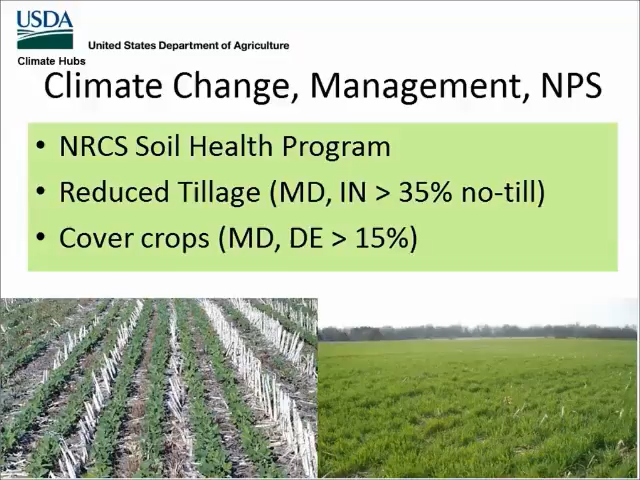 USDA
United States Department of Agriculture
Climate Hubs
Climate Change, Management, NPS
• NRCS Soil Health Program
• Reduced Tillage (MD, IN > 35% no-till)
• Cover crops (MD, DE > 15%)